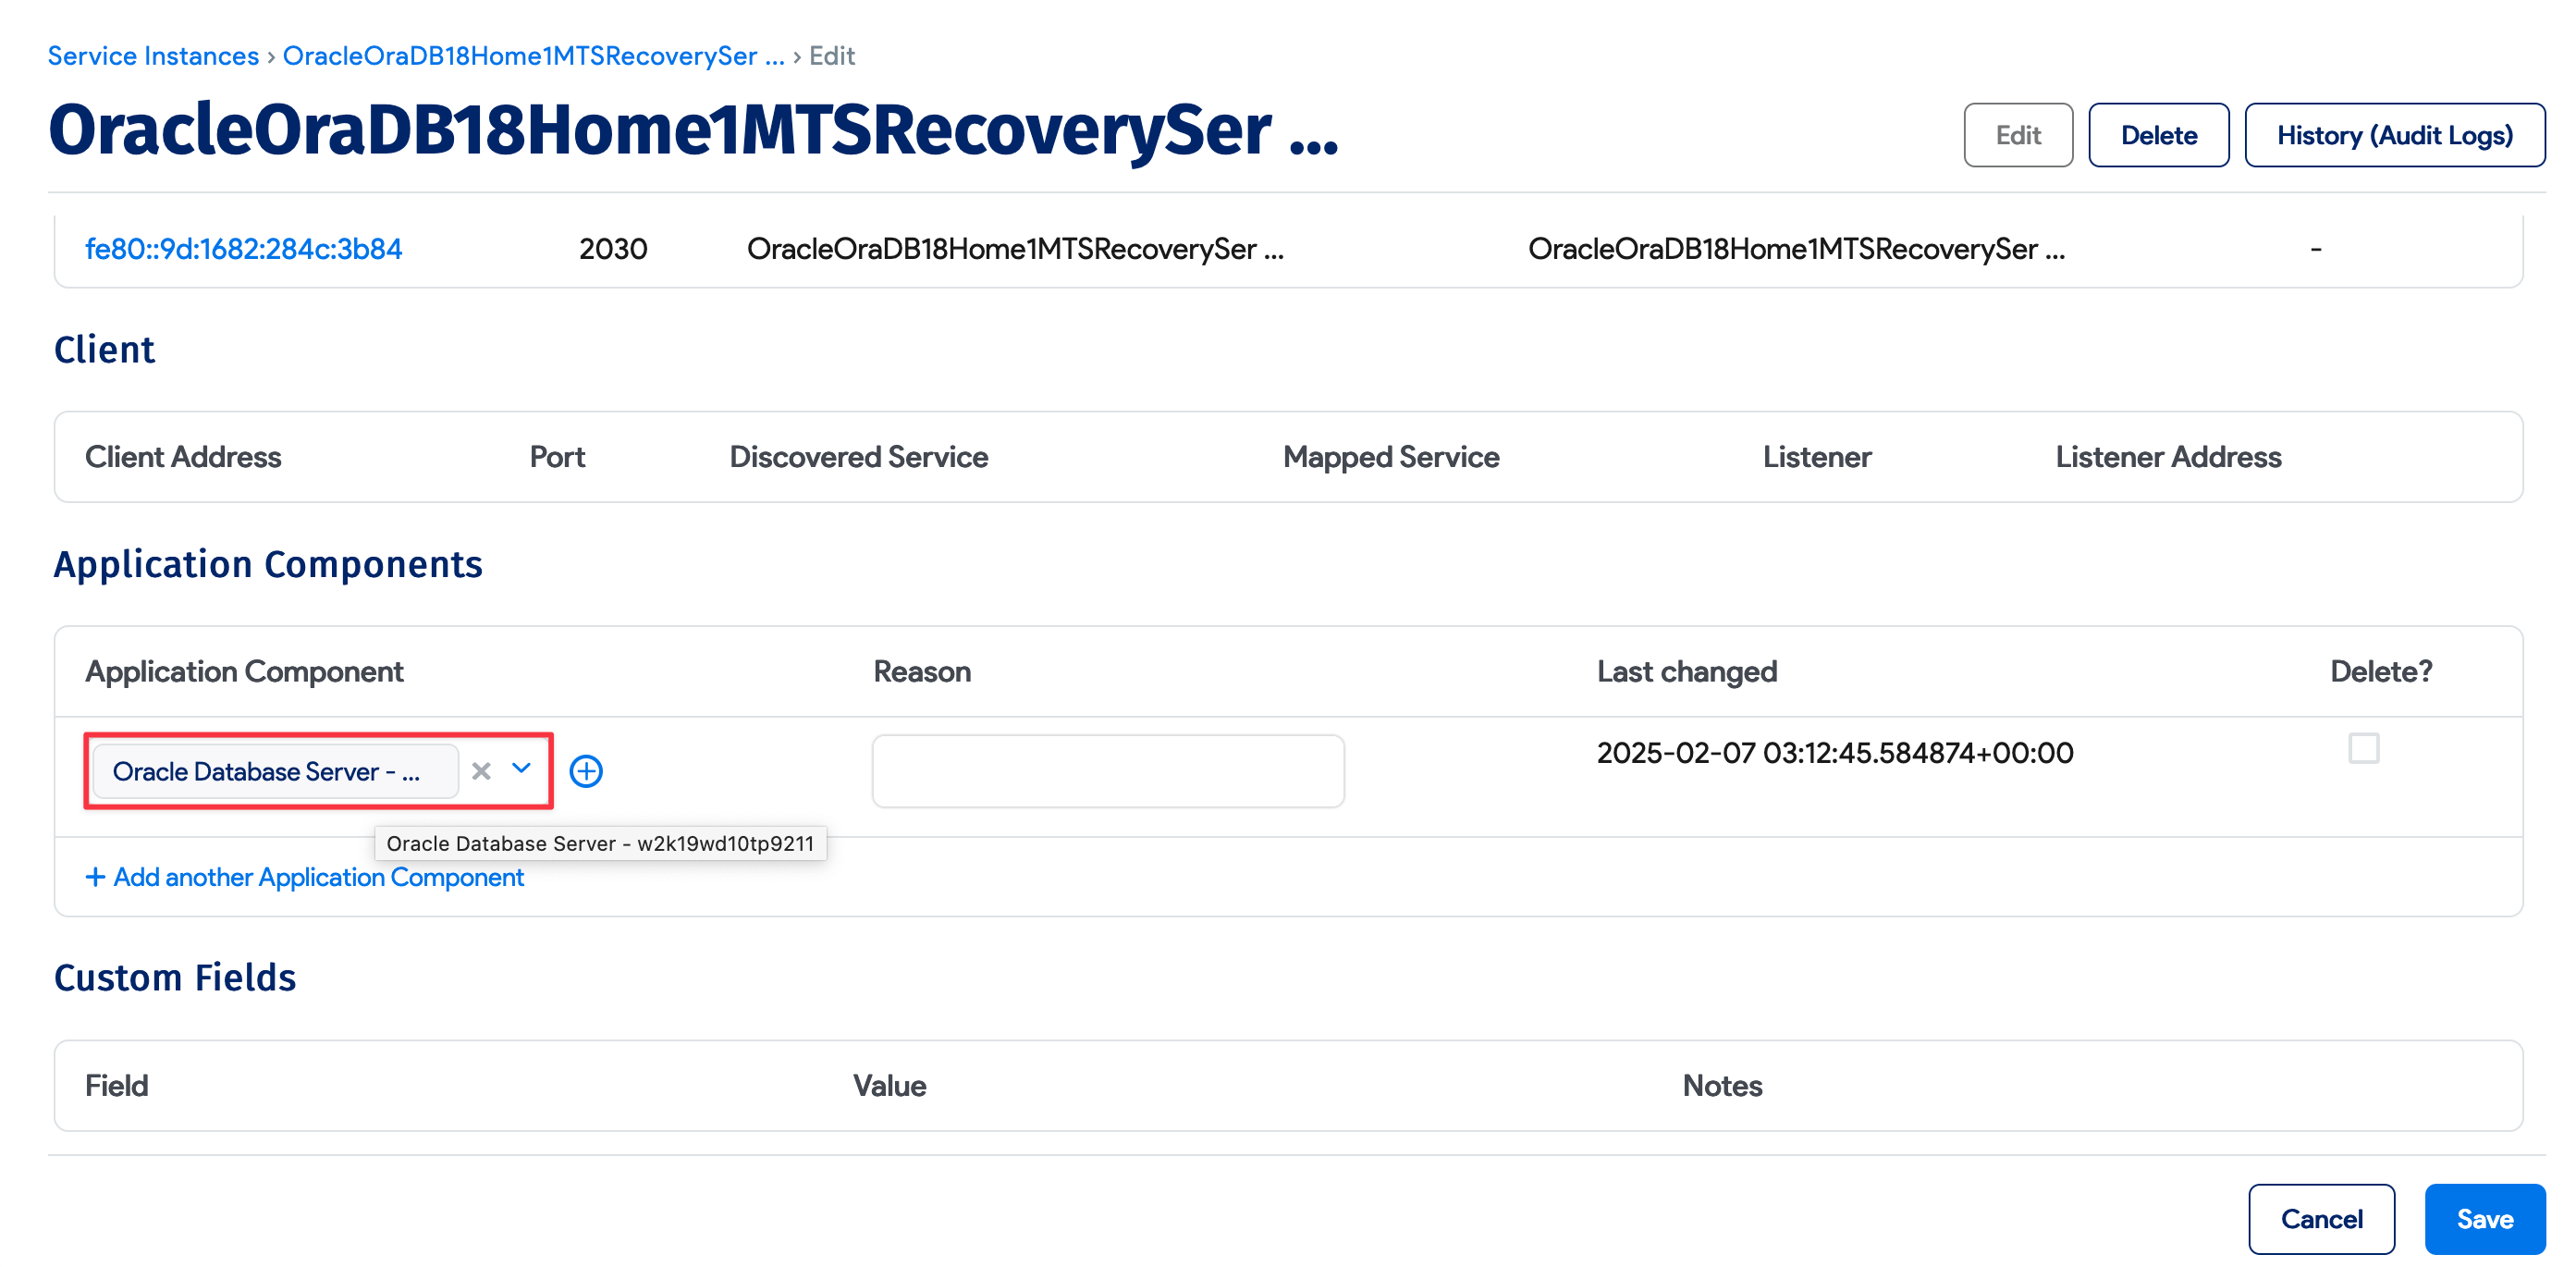 Service Instances › OracleOraDB18Home1MTSRecoverySer ... › Edit
OracleOraDB18Home1MTSRecoverySer ...
Edit Delete History (Audit Logs)
fe80::9d:1682:284c:3b84 2030 OracleOraDB18Home1MTSRecoverySer ... OracleOraDB18Home1MTSRecoverySer ... -
Client
Client Address Port Discovered Service Mapped Service Listener Listener Address
Application Components
Application Component Reason Last changed Delete?
Oracle Database Server - ... 2025-02-07 03:12:45.584874+00:00
Oracle Database Server - w2k19wd10tp9211
+ Add another Application Component
Custom Fields
Field Value Notes
Cancel Save